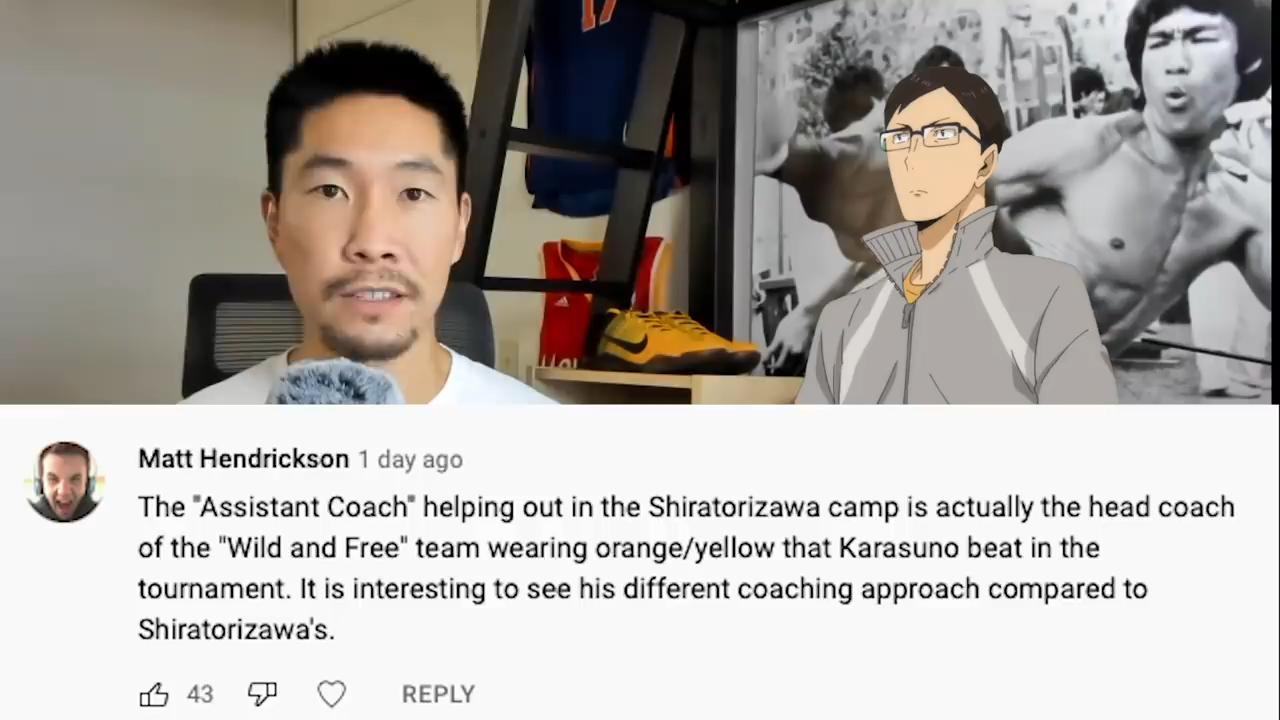 17
Matt Hendrickson 1 day ago
The "Assistant Coach" helping out in the Shiratorizawa camp is actually the head coach
of the "Wild and Free" team wearing orange/yellow that Karasuno beat in the
tournament. It is interesting to see his different coaching approach compared to
Shiratorizawa's.
43 REPLY